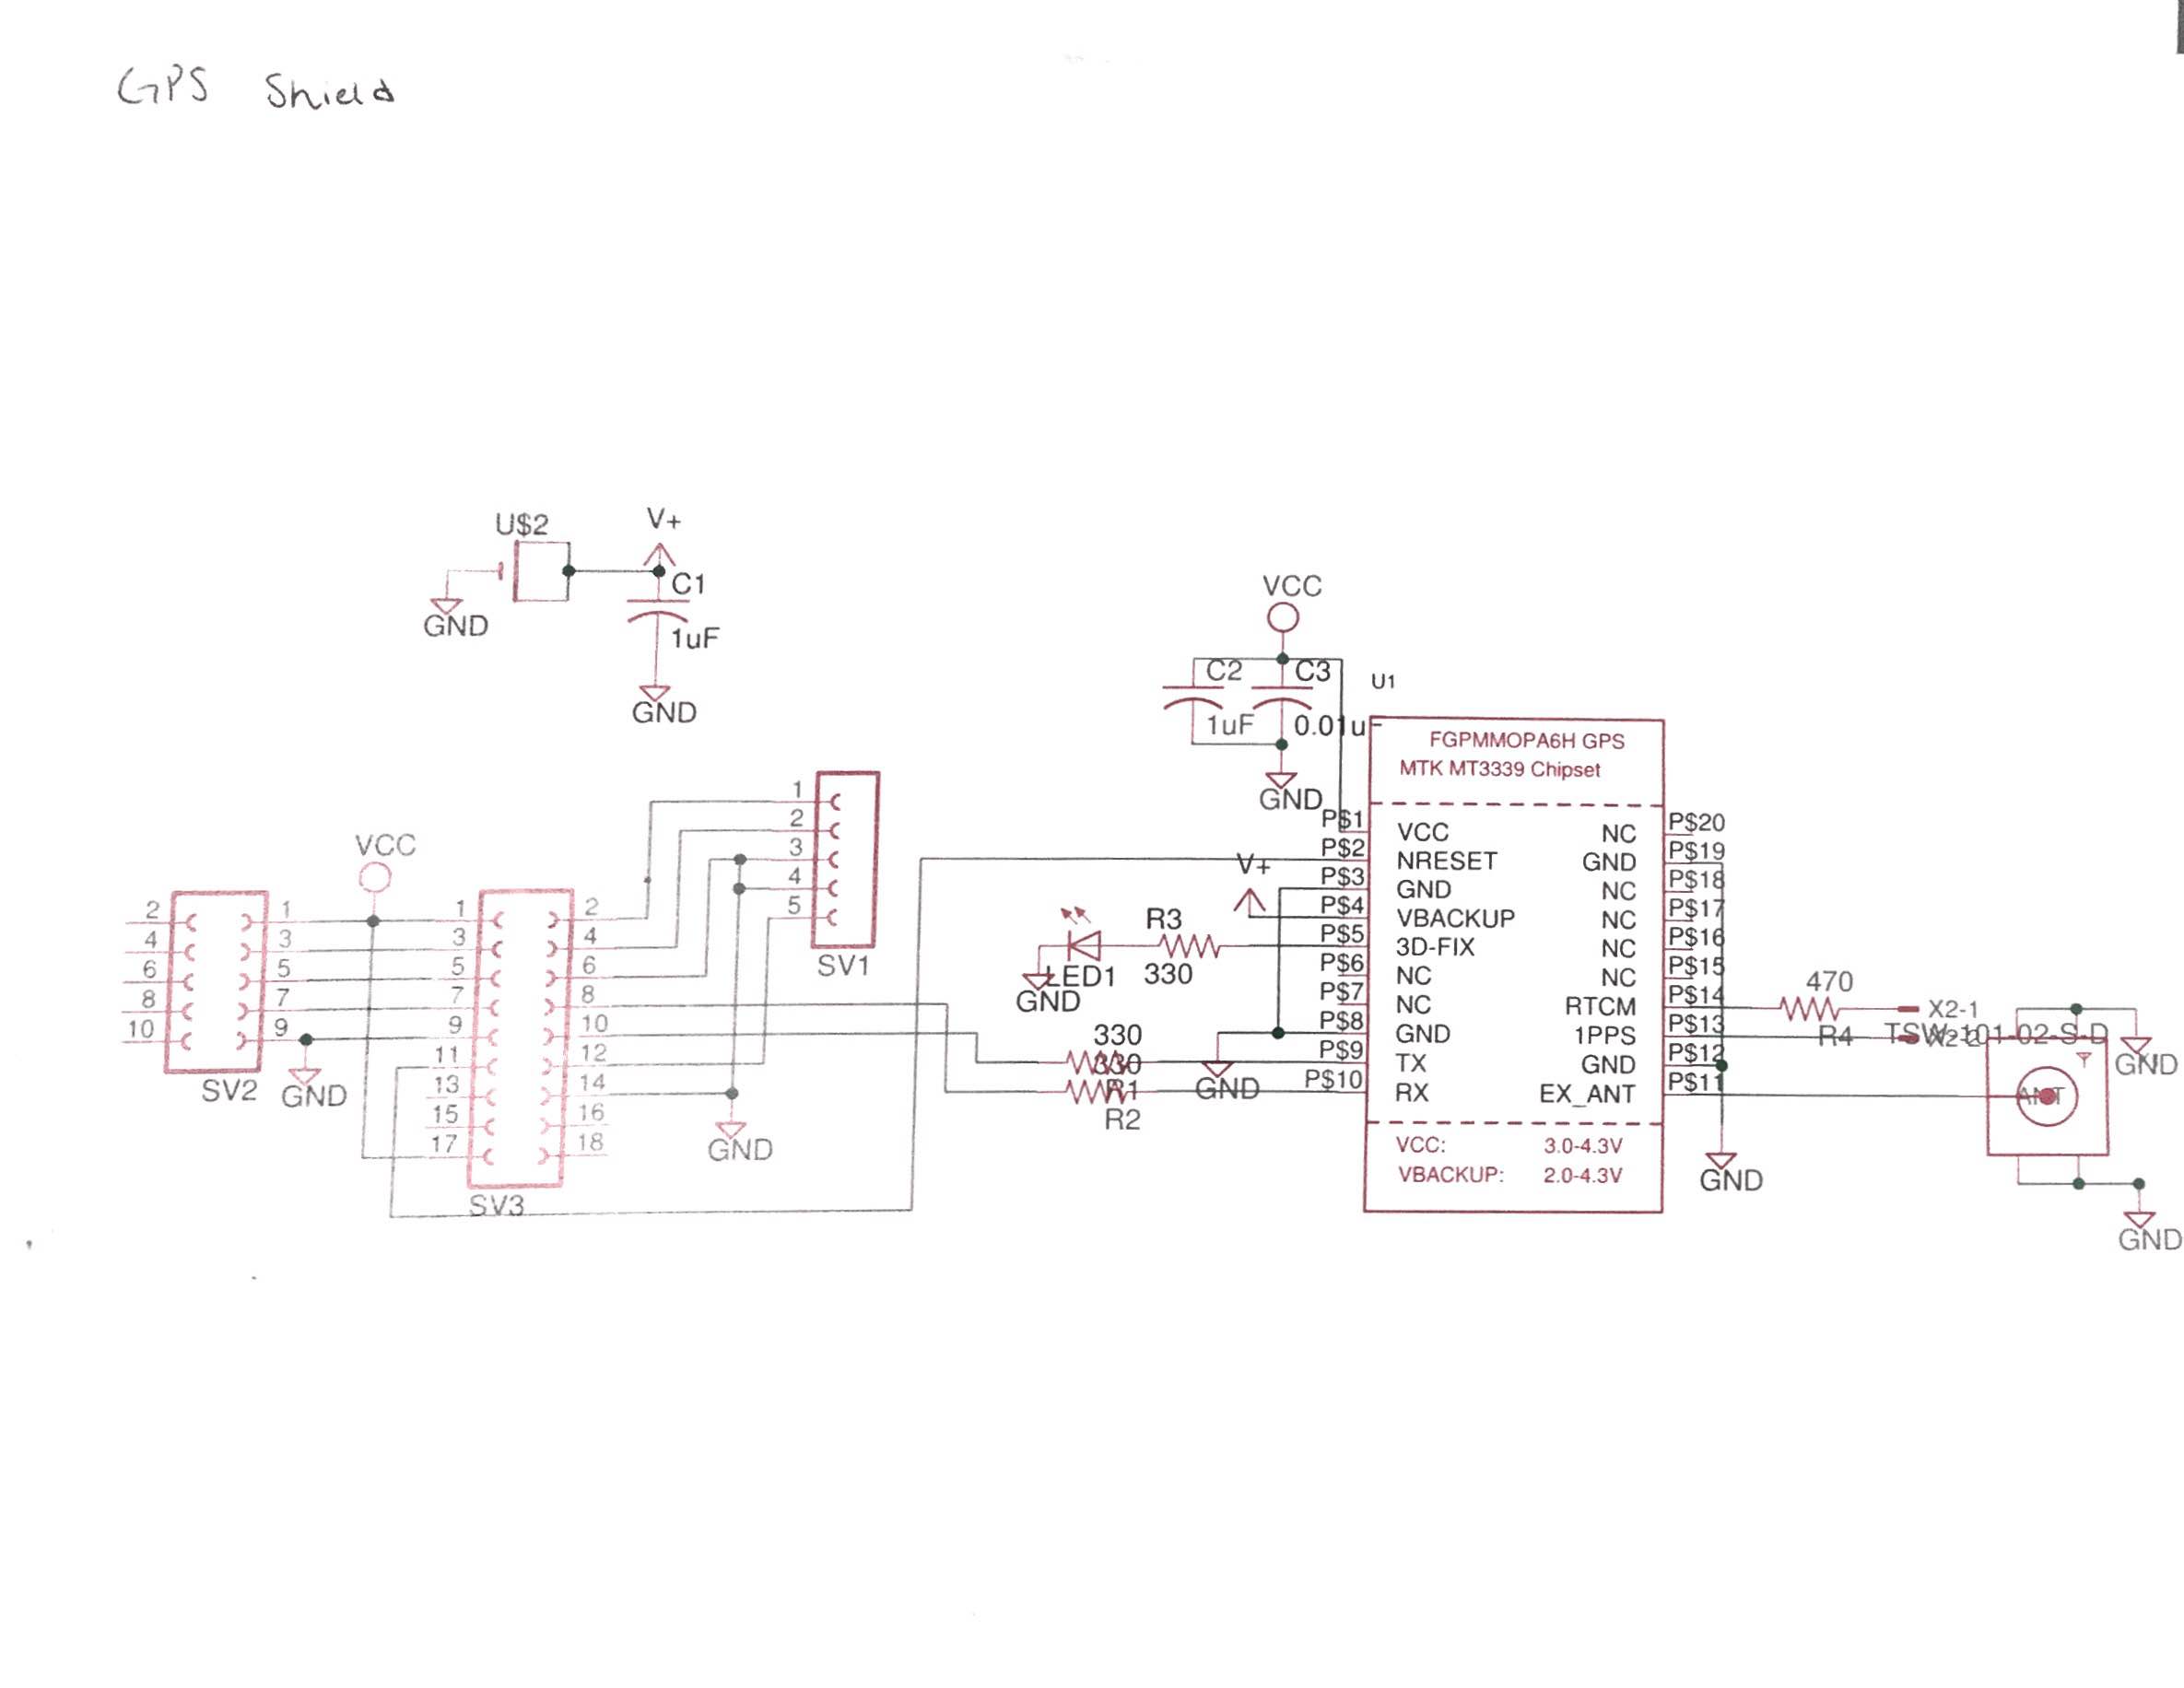 GPS Shield
U$2
V+
C1
1uF
GND
GND
VCC
C2
C3
1uF
0.01u
GND
U1
FGPMMOPA6H GPS
MTK MT3339 Chipset
P$1 VCC NC P$20
P$2 NRESET GND P$19
P$3 GND NC P$18
P$4 VBACKUP NC P$17
P$5 3D-FIX NC P$16
P$6 NC NC P$15
P$7 NC RTCM P$14
P$8 GND 1PPS P$13
P$9 TX GND P$12
P$10 RX EX_ANT P$11
VCC: 3.0-4.3V
VBACKUP: 2.0-4.3V
V+
R3
330
LED1
GND
330
330
R1
R2
GND
470
R4
X2-1
X2-2
TSW-101-02-S-D
ANT
GND
GND
GND
1
2
3
4
5
SV1
VCC
2 1
4 3
6 5
8 7
10 9
SV2
GND
1 2
3 4
5 6
7 8
9 10
11 12
13 14
15 16
17 18
SV3
GND